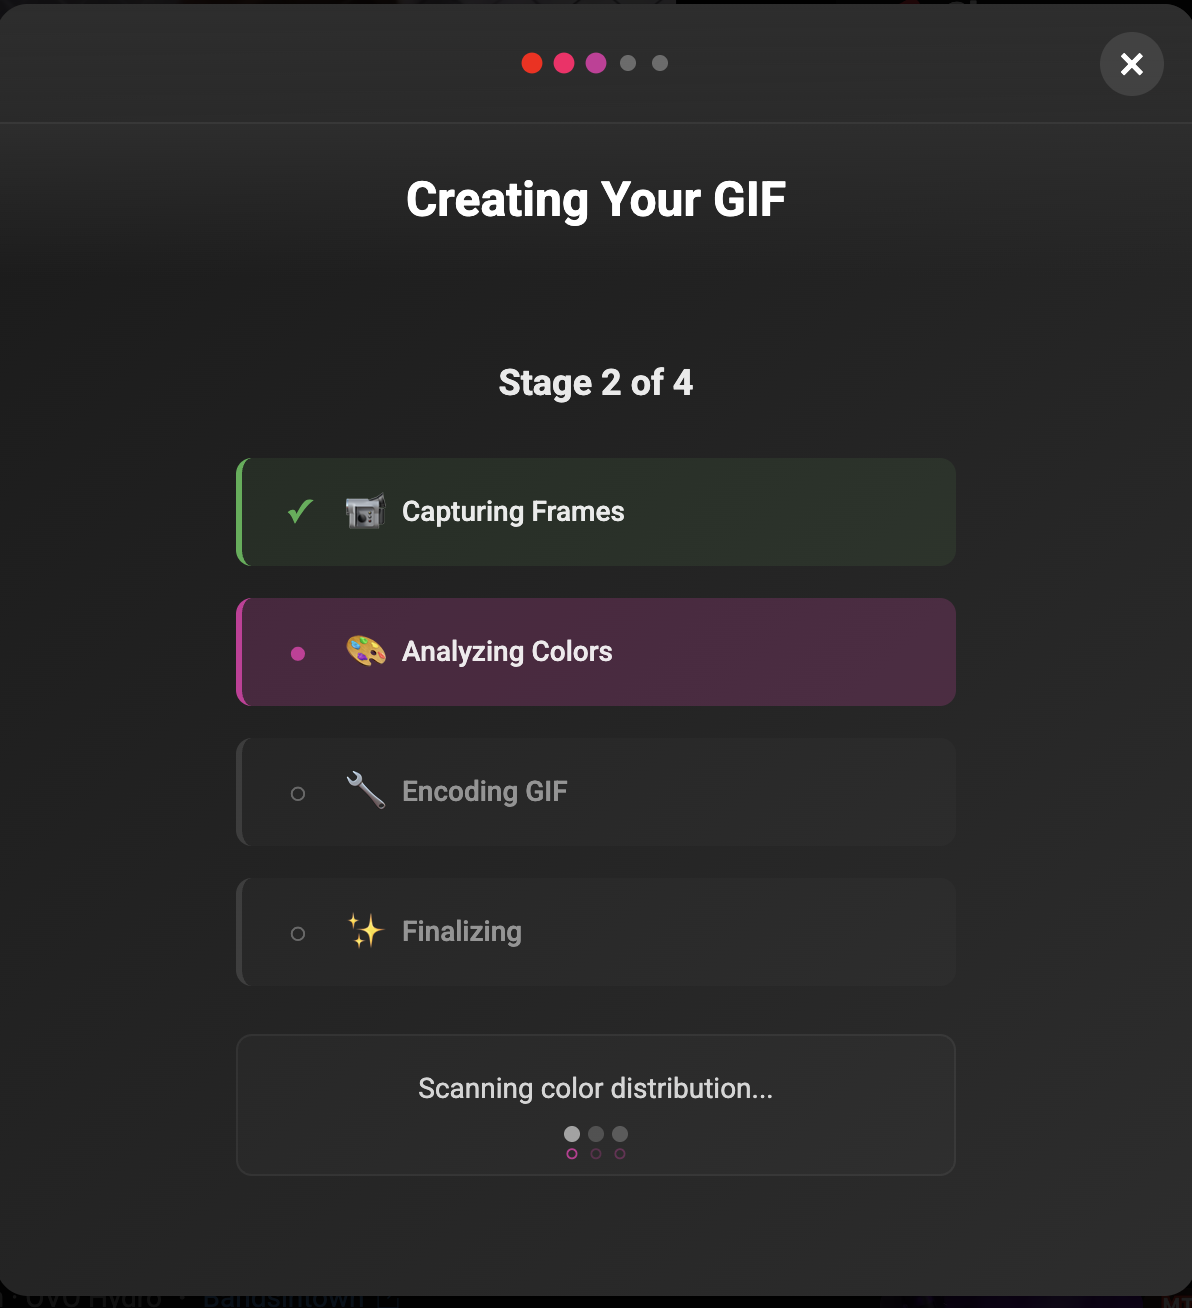 Creating Your GIF
Stage 2 of 4
Capturing Frames
Analyzing Colors
Encoding GIF
Finalizing
Scanning color distribution...